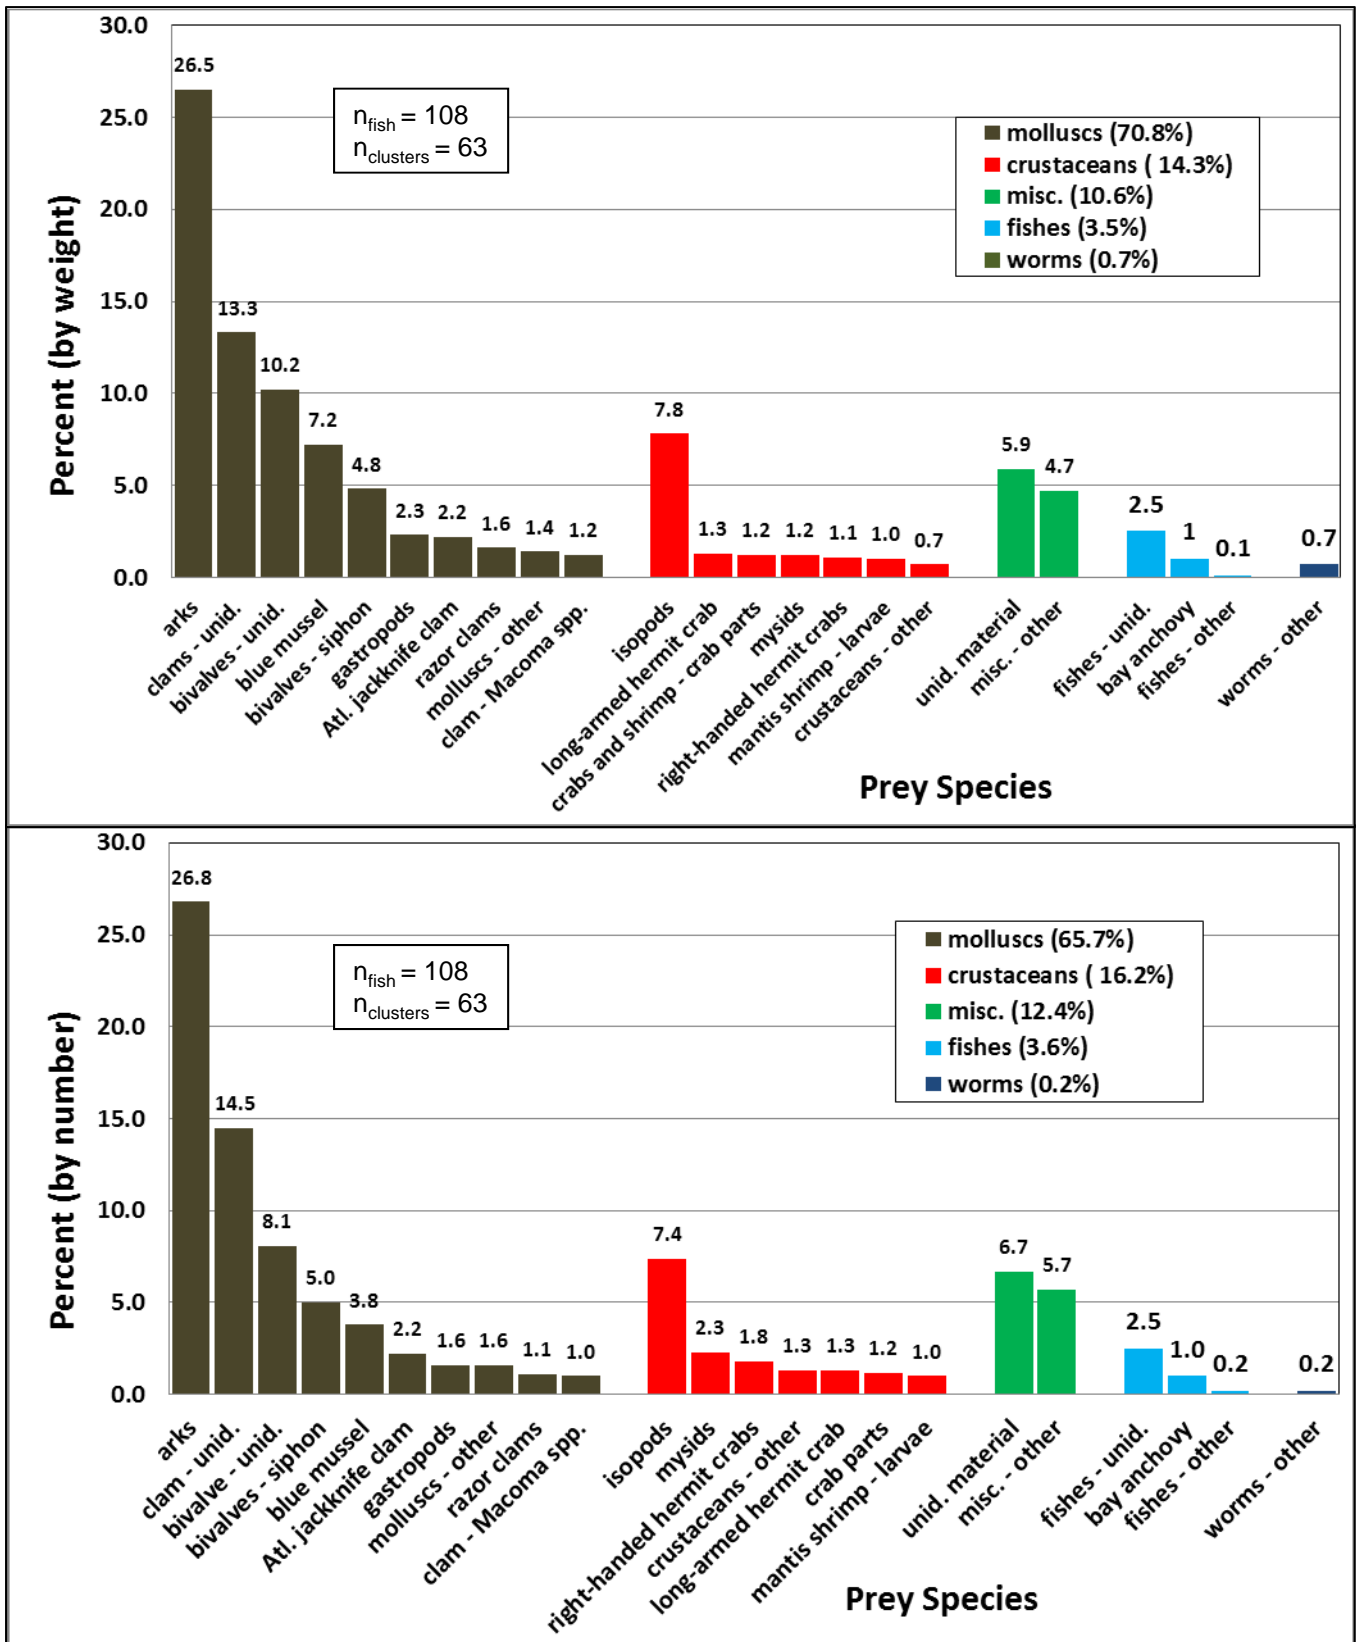 30.0
25.0
20.0
15.0
10.0
5.0
0.0
Percent (by weight)
n_fish = 108
n_clusters = 63
molluscs (70.8%)
crustaceans ( 14.3%)
misc. (10.6%)
fishes (3.5%)
worms (0.7%)
26.5
13.3
10.2
7.2
4.8
2.3
2.2
1.6
1.4
1.2
7.8
1.3
1.2
1.2
1.1
1.0
0.7
5.9
4.7
2.5
1
0.1
0.7
arks
clams - unid.
bivalves - unid.
blue mussel
bivalves - siphon
gastropods
Atl. jackknife clam
razor clams
molluscs - other
clam - Macoma spp.
isopods
long-armed hermit crab
crabs and shrimp - crab parts
mysids
right-handed hermit crabs
mantis shrimp - larvae
crustaceans - other
unid. material
misc. - other
fishes - unid.
bay anchovy
fishes - other
worms - other
Prey Species
30.0
25.0
20.0
15.0
10.0
5.0
0.0
Percent (by number)
n_fish = 108
n_clusters = 63
molluscs (65.7%)
crustaceans ( 16.2%)
misc. (12.4%)
fishes (3.6%)
worms (0.2%)
26.8
14.5
8.1
5.0
3.8
2.2
1.6
1.6
1.1
1.0
7.4
2.3
1.8
1.3
1.3
1.2
1.0
6.7
5.7
2.5
1.0
0.2
0.2
arks
clam - unid.
bivalve - unid.
bivalves - siphon
blue mussel
Atl. jackknife clam
gastropods
molluscs - other
razor clams
clam - Macoma spp.
isopods
mysids
right-handed hermit crabs
crustaceans - other
long-armed hermit crab
crab parts
mantis shrimp - larvae
unid. material
misc. - other
fishes - unid.
bay anchovy
fishes - other
worms - other
Prey Species